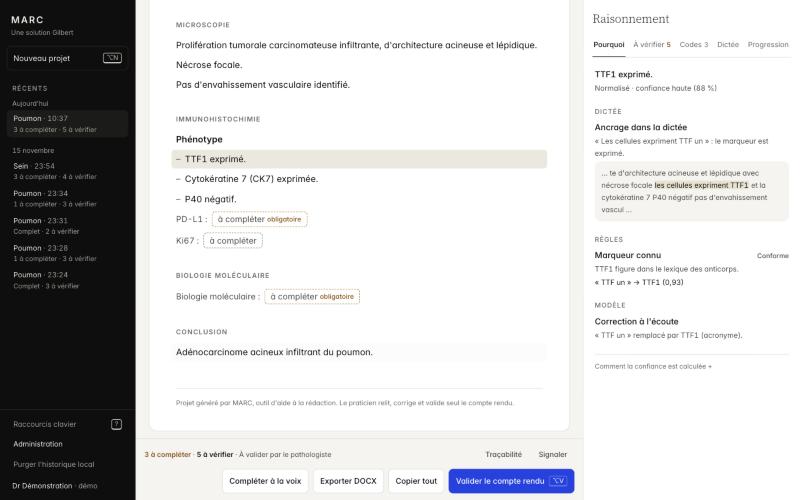 MARC
Une solution Gilbert
Nouveau projet ⌥N
RÉCENTS
Aujourd'hui
Poumon · 10:37
3 à compléter · 5 à vérifier
15 novembre
Sein · 23:54
3 à compléter · 4 à vérifier
Poumon · 23:34
1 à compléter · 3 à vérifier
Poumon · 23:31
Complet · 2 à vérifier
Poumon · 23:28
1 à compléter · 3 à vérifier
Poumon · 23:24
Complet · 3 à vérifier
Raccourcis clavier ?
Administration
Purger l'historique local
Dr Démonstration · démo
MICROSCOPIE
Prolifération tumorale carcinomateuse infiltrante, d'architecture acineuse et lépidique.
Nécrose focale.
Pas d'envahissement vasculaire identifié.
IMMUNOHISTOCHIMIE
Phénotype
– TTF1 exprimé.
– Cytokératine 7 (CK7) exprimée.
– P40 négatif.
PD-L1 : à compléter obligatoire
Ki67 : à compléter
BIOLOGIE MOLÉCULAIRE
Biologie moléculaire : à compléter obligatoire
CONCLUSION
Adénocarcinome acineux infiltrant du poumon.
Projet généré par MARC, outil d'aide à la rédaction. Le praticien relit, corrige et valide seul le compte rendu.
3 à compléter · 5 à vérifier · À valider par le pathologiste
Traçabilité Signaler
Compléter à la voix Exporter DOCX Copier tout Valider le compte rendu ⌥V
Raisonnement
Pourquoi À vérifier 5 Codes 3 Dictée Progression
TTF1 exprimé.
Normalisé · confiance haute (88 %)
DICTÉE
Ancrage dans la dictée
« Les cellules expriment TTF un » : le marqueur est
exprimé.
... te d'architecture acineuse et lépidique avec
nécrose focale les cellules expriment TTF1 et la
cytokératine 7 P40 négatif pas d'envahissement
vascul ...
RÈGLES
Marqueur connu Conforme
TTF1 figure dans le lexique des anticorps.
« TTF un » → TTF1 (0,93)
MODÈLE
Correction à l'écoute
« TTF un » remplacé par TTF1 (acronyme).
Comment la confiance est calculée +